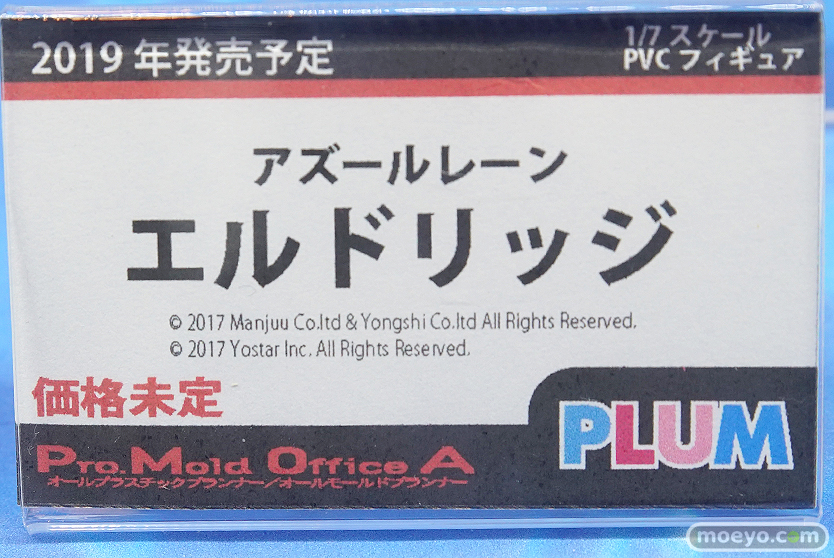 2019 年発売予定
1/7 スケール
PVC フィギュア
アズールレーン
エルドリッジ
© 2017 Manjuu Co.ltd & Yongshi Co.ltd All Rights Reserved.
© 2017 Yostar Inc. All Rights Reserved.
価格未定
PLUM
Pro.Mold Office A
オールプラスチックプランナー/オールモールドプランナー
moeyo.com